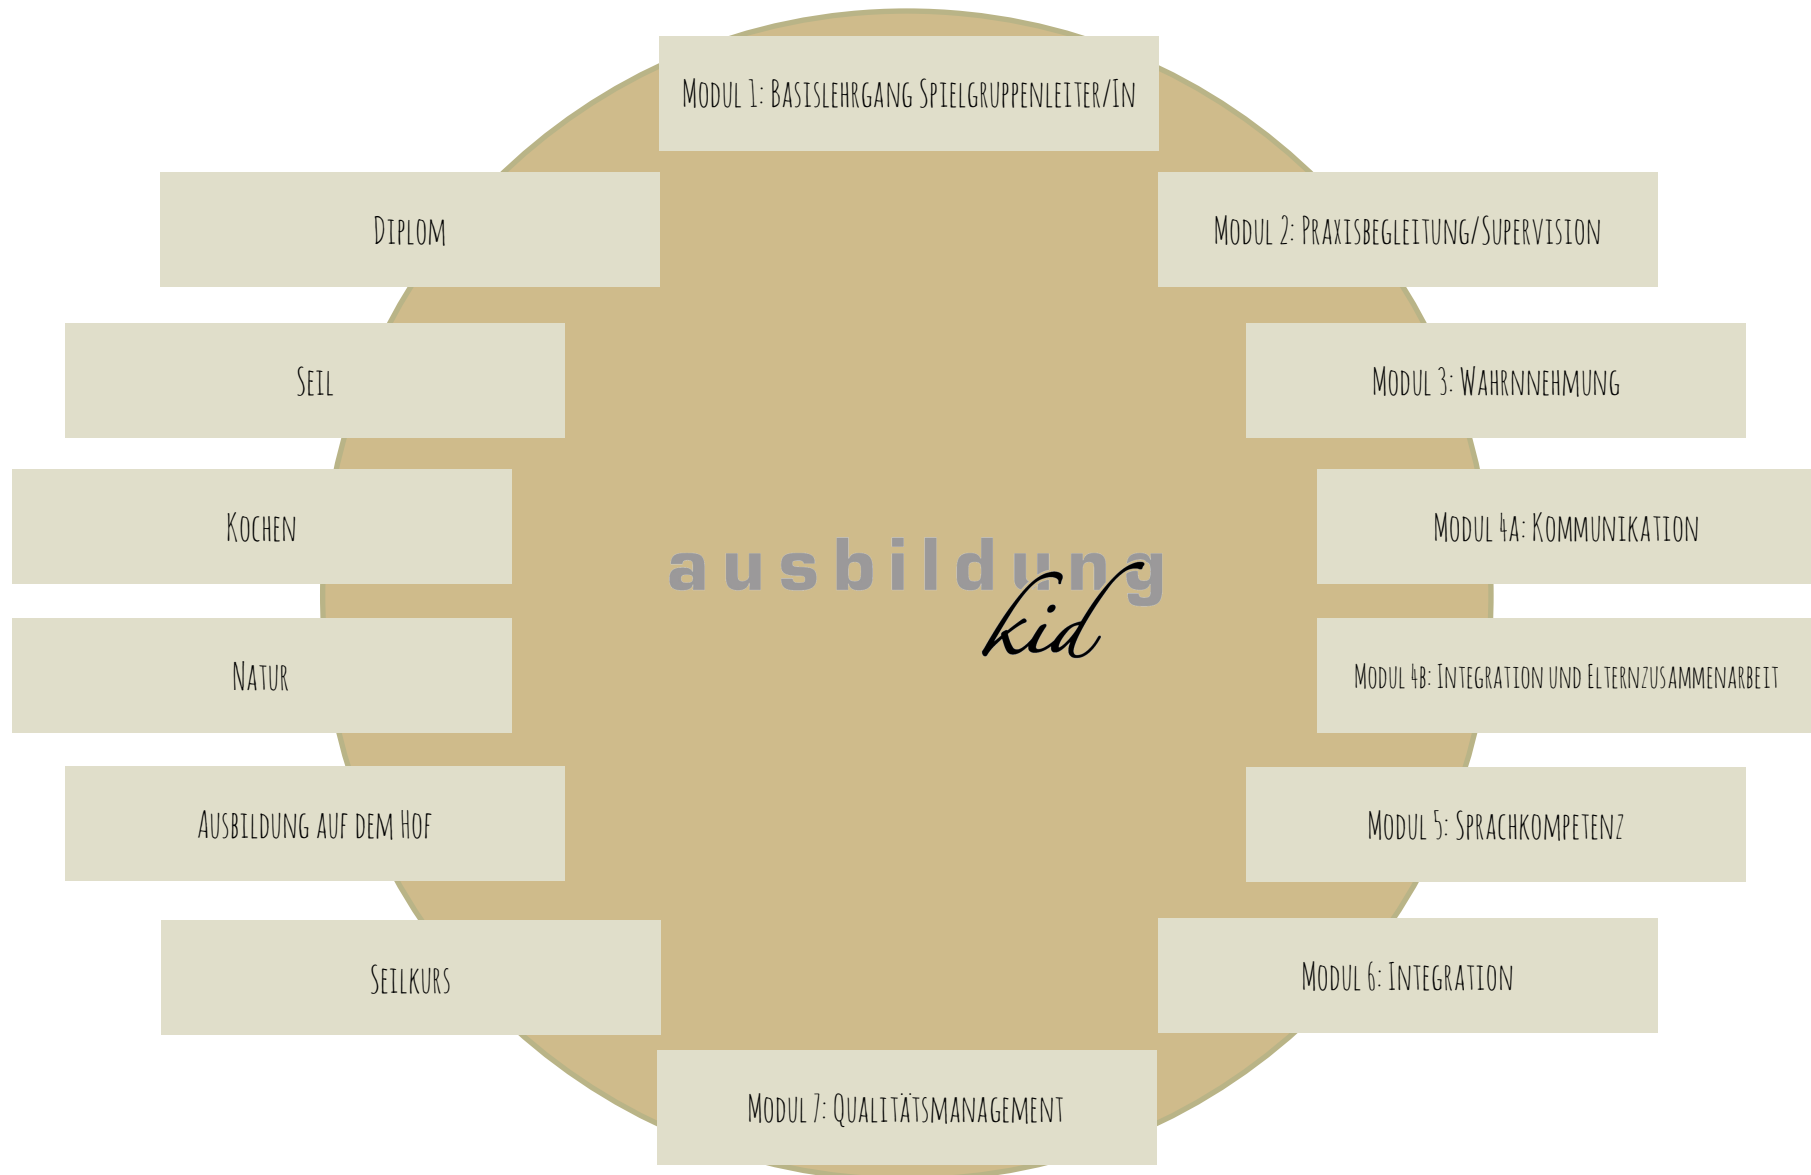 Modul 1: Basislehrgang Spielgruppenleiter/In
Diplom
Modul 2: Praxisbegleitung/Supervision
Seil
Modul 3: Wahrnnehmung
Kochen
Modul 4a: Kommunikation
ausbildung
kid
Natur
Modul 4b: Integration und Elternzusammenarbeit
Ausbildung auf dem Hof
Modul 5: Sprachkompetenz
Seilkurs
Modul 6: Integration
Modul 7: Qualitätsmanagement